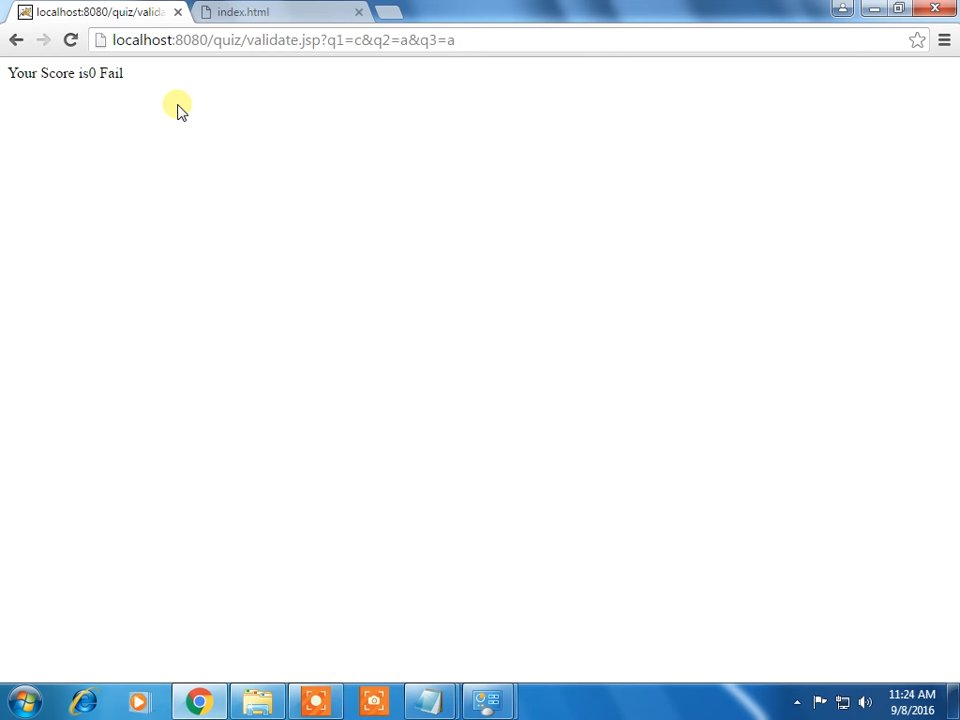 localhost:8080/quiz/valida
index.html
localhost:8080/quiz/validate.jsp?q1=c&q2=a&q3=a
Your Score is0 Fail
11:24 AM
9/8/2016